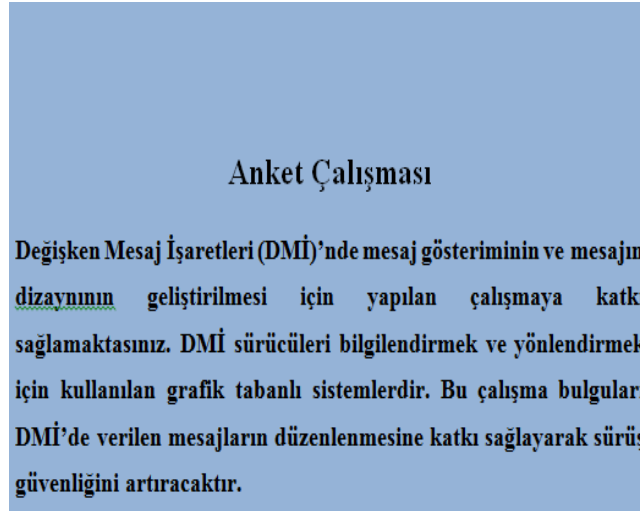 Anket Çalışması
Değişken Mesaj İşaretleri (DMİ)’nde mesaj gösteriminin ve mesajın
dizaynının geliştirilmesi için yapılan çalışmaya katkı
sağlamaktasınız. DMİ sürücüleri bilgilendirmek ve yönlendirmek
için kullanılan grafik tabanlı sistemlerdir. Bu çalışma bulguları
DMİ’de verilen mesajların düzenlenmesine katkı sağlayarak sürüş
güvenliğini artıracaktır.